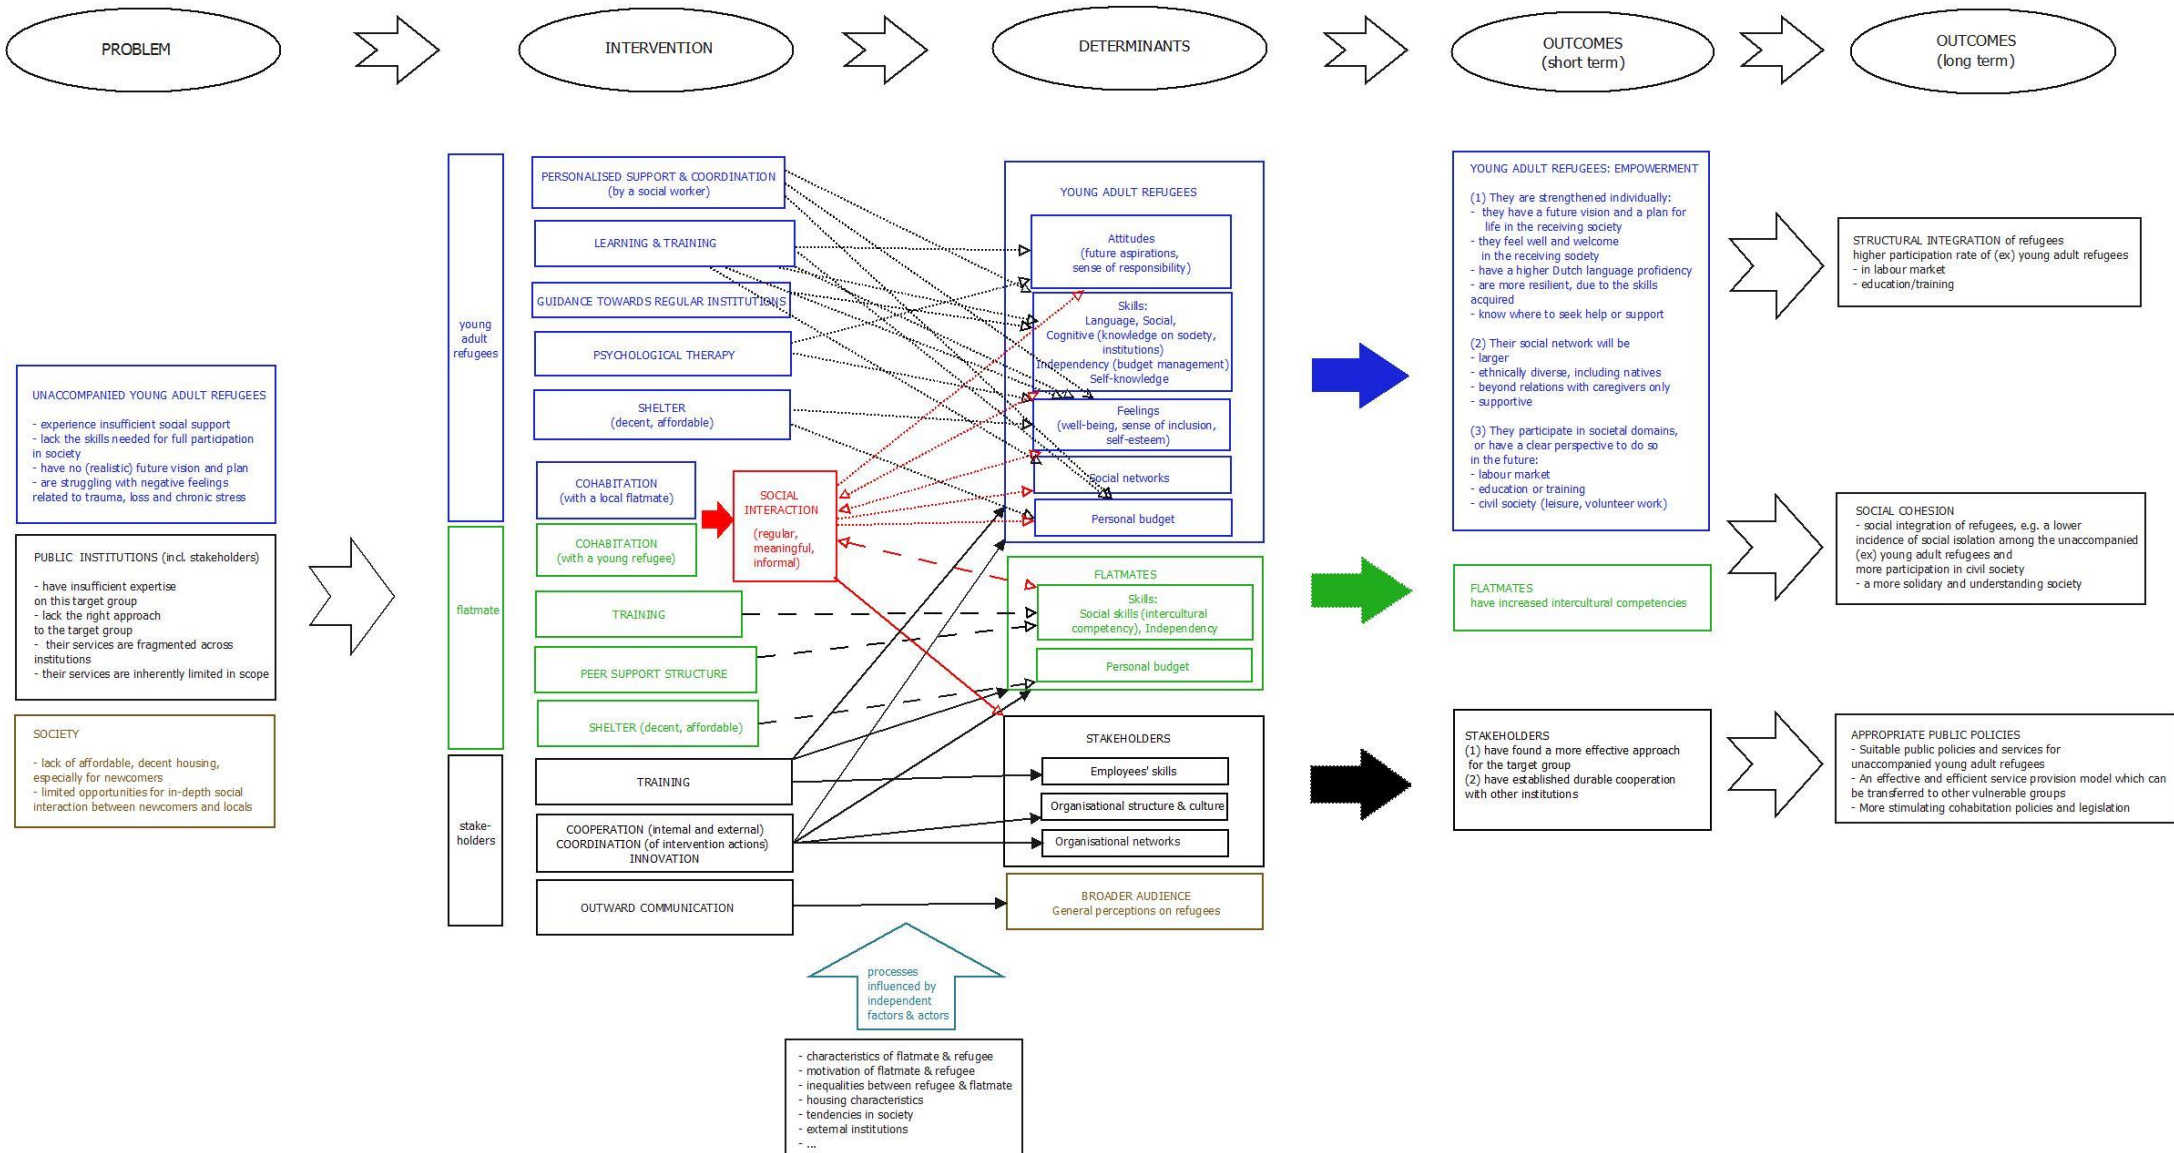 PROBLEM
INTERVENTION
DETERMINANTS
OUTCOMES
(short term)
OUTCOMES
(long term)
UNACCOMPANIED YOUNG ADULT REFUGEES
- experience insufficient social support
- lack the skills needed for full participation
in society
- have no (realistic) future vision and plan
- are struggling with negative feelings
related to trauma, loss and chronic stress
PUBLIC INSTITUTIONS (incl. stakeholders)
- have insufficient expertise
on this target group
- lack the right approach
to the target group
- their services are fragmented across
institutions
- their services are inherently limited in scope
SOCIETY
- lack of affordable, decent housing,
especially for newcomers
- limited opportunities for in-depth social
interaction between newcomers and locals
young
adult
refugees
flatmate
stake-
holders
PERSONALISED SUPPORT & COORDINATION
(by a social worker)
LEARNING & TRAINING
GUIDANCE TOWARDS REGULAR INSTITUTIONS
PSYCHOLOGICAL THERAPY
SHELTER
(decent, affordable)
COHABITATION
(with a local flatmate)
COHABITATION
(with a young refugee)
TRAINING
PEER SUPPORT STRUCTURE
SHELTER (decent, affordable)
TRAINING
COOPERATION (internal and external)
COORDINATION (of intervention actions)
INNOVATION
OUTWARD COMMUNICATION
SOCIAL
INTERACTION
(regular,
meaningful,
informal)
YOUNG ADULT REFUGEES
Attitudes
(future aspirations,
sense of responsibility)
Skills:
Language, Social,
Cognitive (knowledge on society,
institutions)
Independency (budget management)
Self-knowledge
Feelings
(well-being, sense of inclusion,
self-esteem)
Social networks
Personal budget
FLATMATES
Skills:
Social skills (intercultural
competency), Independency
Personal budget
STAKEHOLDERS
Employees' skills
Organisational structure & culture
Organisational networks
BROADER AUDIENCE
General perceptions on refugees
processes
influenced by
independent
factors & actors
- characteristics of flatmate & refugee
- motivation of flatmate & refugee
- inequalities between refugee & flatmate
- housing characteristics
- tendencies in society
- external institutions
- ...
YOUNG ADULT REFUGEES: EMPOWERMENT
(1) They are strengthened individually:
- they have a future vision and a plan for
life in the receiving society
- they feel well and welcome
in the receiving society
- have a higher Dutch language proficiency
- are more resilient, due to the skills
acquired
- know where to seek help or support
(2) Their social network will be
- larger
- ethnically diverse, including natives
- beyond relations with caregivers only
- supportive
(3) They participate in societal domains,
or have a clear perspective to do so
in the future:
- labour market
- education or training
- civil society (leisure, volunteer work)
FLATMATES
have increased intercultural competencies
STAKEHOLDERS
(1) have found a more effective approach
for the target group
(2) have established durable cooperation
with other institutions
STRUCTURAL INTEGRATION of refugees
higher participation rate of (ex) young adult refugees
- in labour market
- education/training
SOCIAL COHESION
- social integration of refugees, e.g. a lower
incidence of social isolation among the unaccompanied
(ex) young adult refugees and
more participation in civil society
- a more solidary and understanding society
APPROPRIATE PUBLIC POLICIES
- Suitable public policies and services for
unaccompanied young adult refugees
- An effective and efficient service provision model which can
be transferred to other vulnerable groups
- More stimulating cohabitation policies and legislation